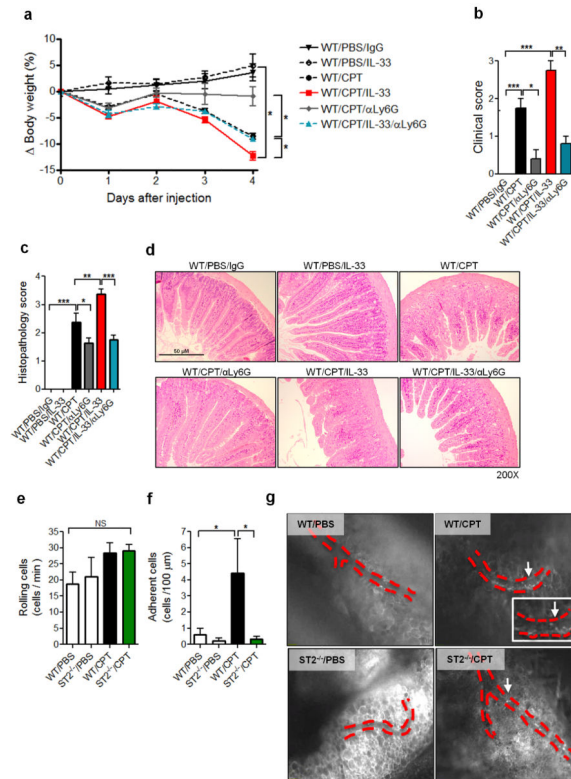 a
Δ Body weight (%)
10
5
0
-5
-10
-15
0 1 2 3 4
Days after injection
WT/PBS/IgG
WT/PBS/IL-33
WT/CPT
WT/CPT/IL-33
WT/CPT/αLy6G
WT/CPT/IL-33/αLy6G
*
*
*
b
Clinical score
3
2
1
0
*** **
*** *
WT/PBS/IgG
WT/CPT
WT/CPT/αLy6G
WT/CPT/IL-33
WT/CPT/IL-33/αLy6G
c
Histopathology score
4
3
2
1
0
** ***
*** *
WT/PBS/IgG
WT/PBS/IL-33
WT/CPT
WT/CPT/αLy6G
WT/CPT/IL-33
WT/CPT/IL-33/αLy6G
d
WT/PBS/IgG WT/PBS/IL-33 WT/CPT
50 μM
WT/CPT/αLy6G WT/CPT/IL-33 WT/CPT/IL-33/αLy6G
200X
e
Rolling cells
(cells / min)
40
35
30
25
20
15
10
5
0
NS
WT/PBS
ST2⁻/⁻/PBS
WT/CPT
ST2⁻/⁻/CPT
f
Adherent cells
(cells /100 μm)
7
6
5
4
3
2
1
0
* *
WT/PBS
ST2⁻/⁻/PBS
WT/CPT
ST2⁻/⁻/CPT
g
WT/PBS WT/CPT
ST2⁻/⁻/PBS ST2⁻/⁻/CPT